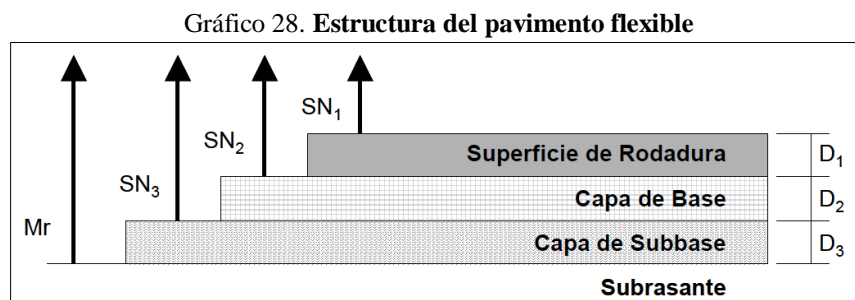 Gráfico 28. Estructura del pavimento flexible
SN1
SN2
SN3
Mr
Superficie de Rodadura
D1
Capa de Base
D2
Capa de Subbase
D3
Subrasante